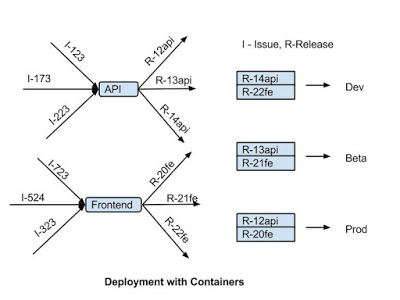 I-123
I-173
I-223
API
R-12api
R-13api
R-14api
I - Issue, R-Release
R-14api
R-22fe
Dev
R-13api
R-21fe
Beta
I-723
I-524
I-323
Frontend
R-20fe
R-21fe
R-22fe
R-12api
R-20fe
Prod
Deployment with Containers